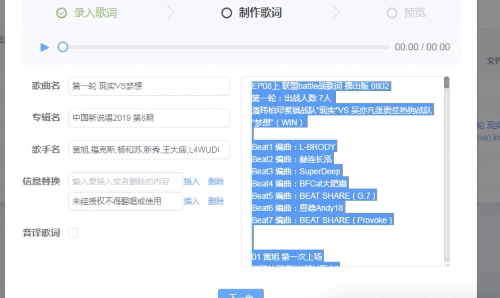 录入歌词
制作歌词
预览
00:00 / 00:00
文件
歌曲名
第一轮 现实VS梦想
专辑名
中国新说唱2019 第8期
歌手名
黄旭,福克斯,杨和苏,新秀,王大痣,L4WUDU
信息替换
输入要插入或者删除的内容
插入
删除
未经授权不得翻唱或使用
插入
删除
音译歌词
EP08上 联盟battle战歌词 播出版 0802
第一轮：出战人数 7人
潘玮柏邓紫棋战队“现实”VS 吴亦凡张震岳热狗战队
“梦想”（WIN）
Beat1 编曲：L-BRODY
Beat2 编曲：赫连长泓
Beat3 编曲：SuperDeep
Beat4 编曲：BFCat大肥猫
Beat5 编曲：BEAT SHARE（G.7）
Beat6 编曲：恩德Andy18
Beat7 编曲：BEAT SHARE（Provoke）
01 黄旭 第一次上场
下一步